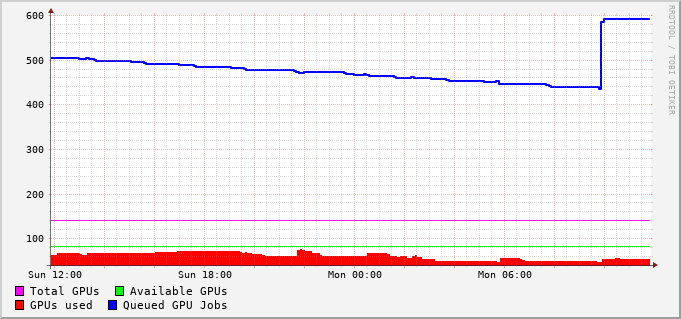 600
500
400
300
200
100
Sun 12:00 Sun 18:00 Mon 00:00 Mon 06:00
Total GPUs Available GPUs
GPUs used Queued GPU Jobs
RRDTOOL / TOBI OETIKER